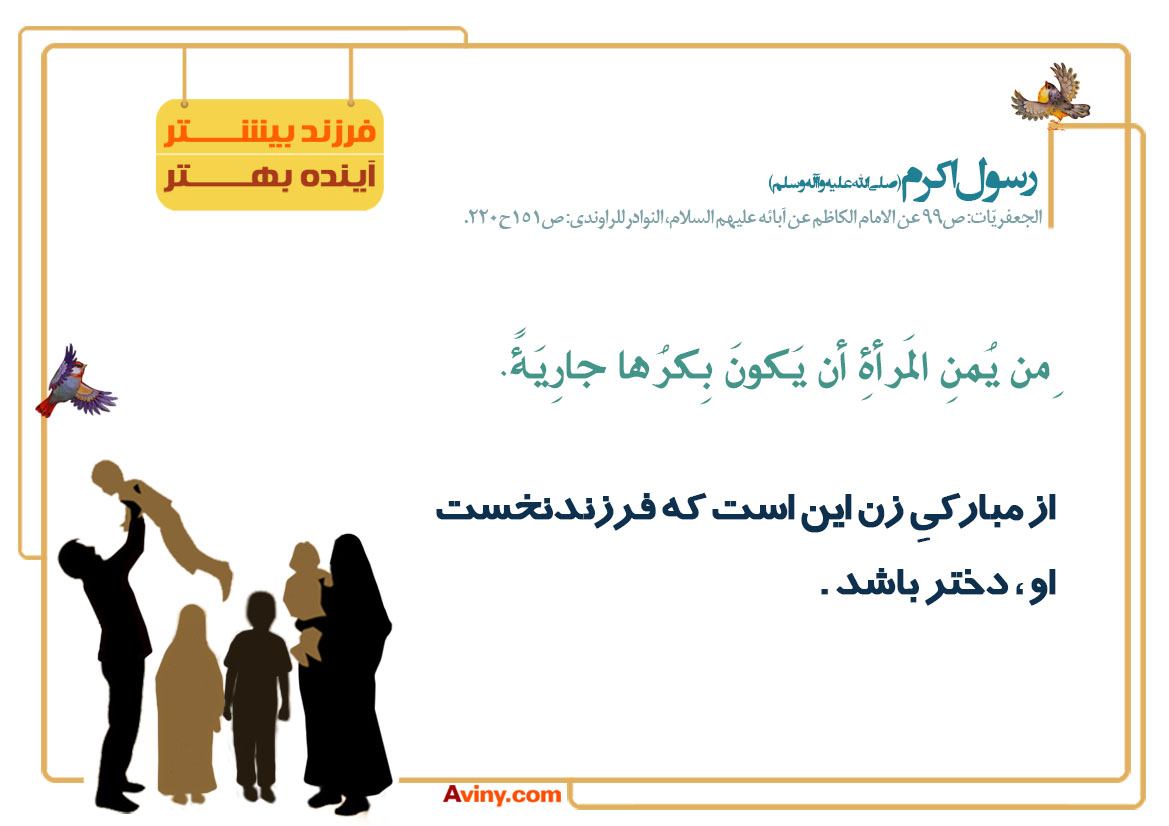 فرزند بیشتر
آینده بهتر
رسول اکرم (صلی‌الله علیه و آله و سلم)
الجعفریّات: ص۹۹ عن الامام الکاظم عن آبائه علیهم السلام، النوادر للراوندی: ص۱۵۱ ح۲۲۰.
مِن یُمنِ المَرأةِ أن یَکونَ بِکرُها جارِیَةً.
از مبارکیِ زن این است که فرزند نخست
او، دختر باشد.
Aviny.com